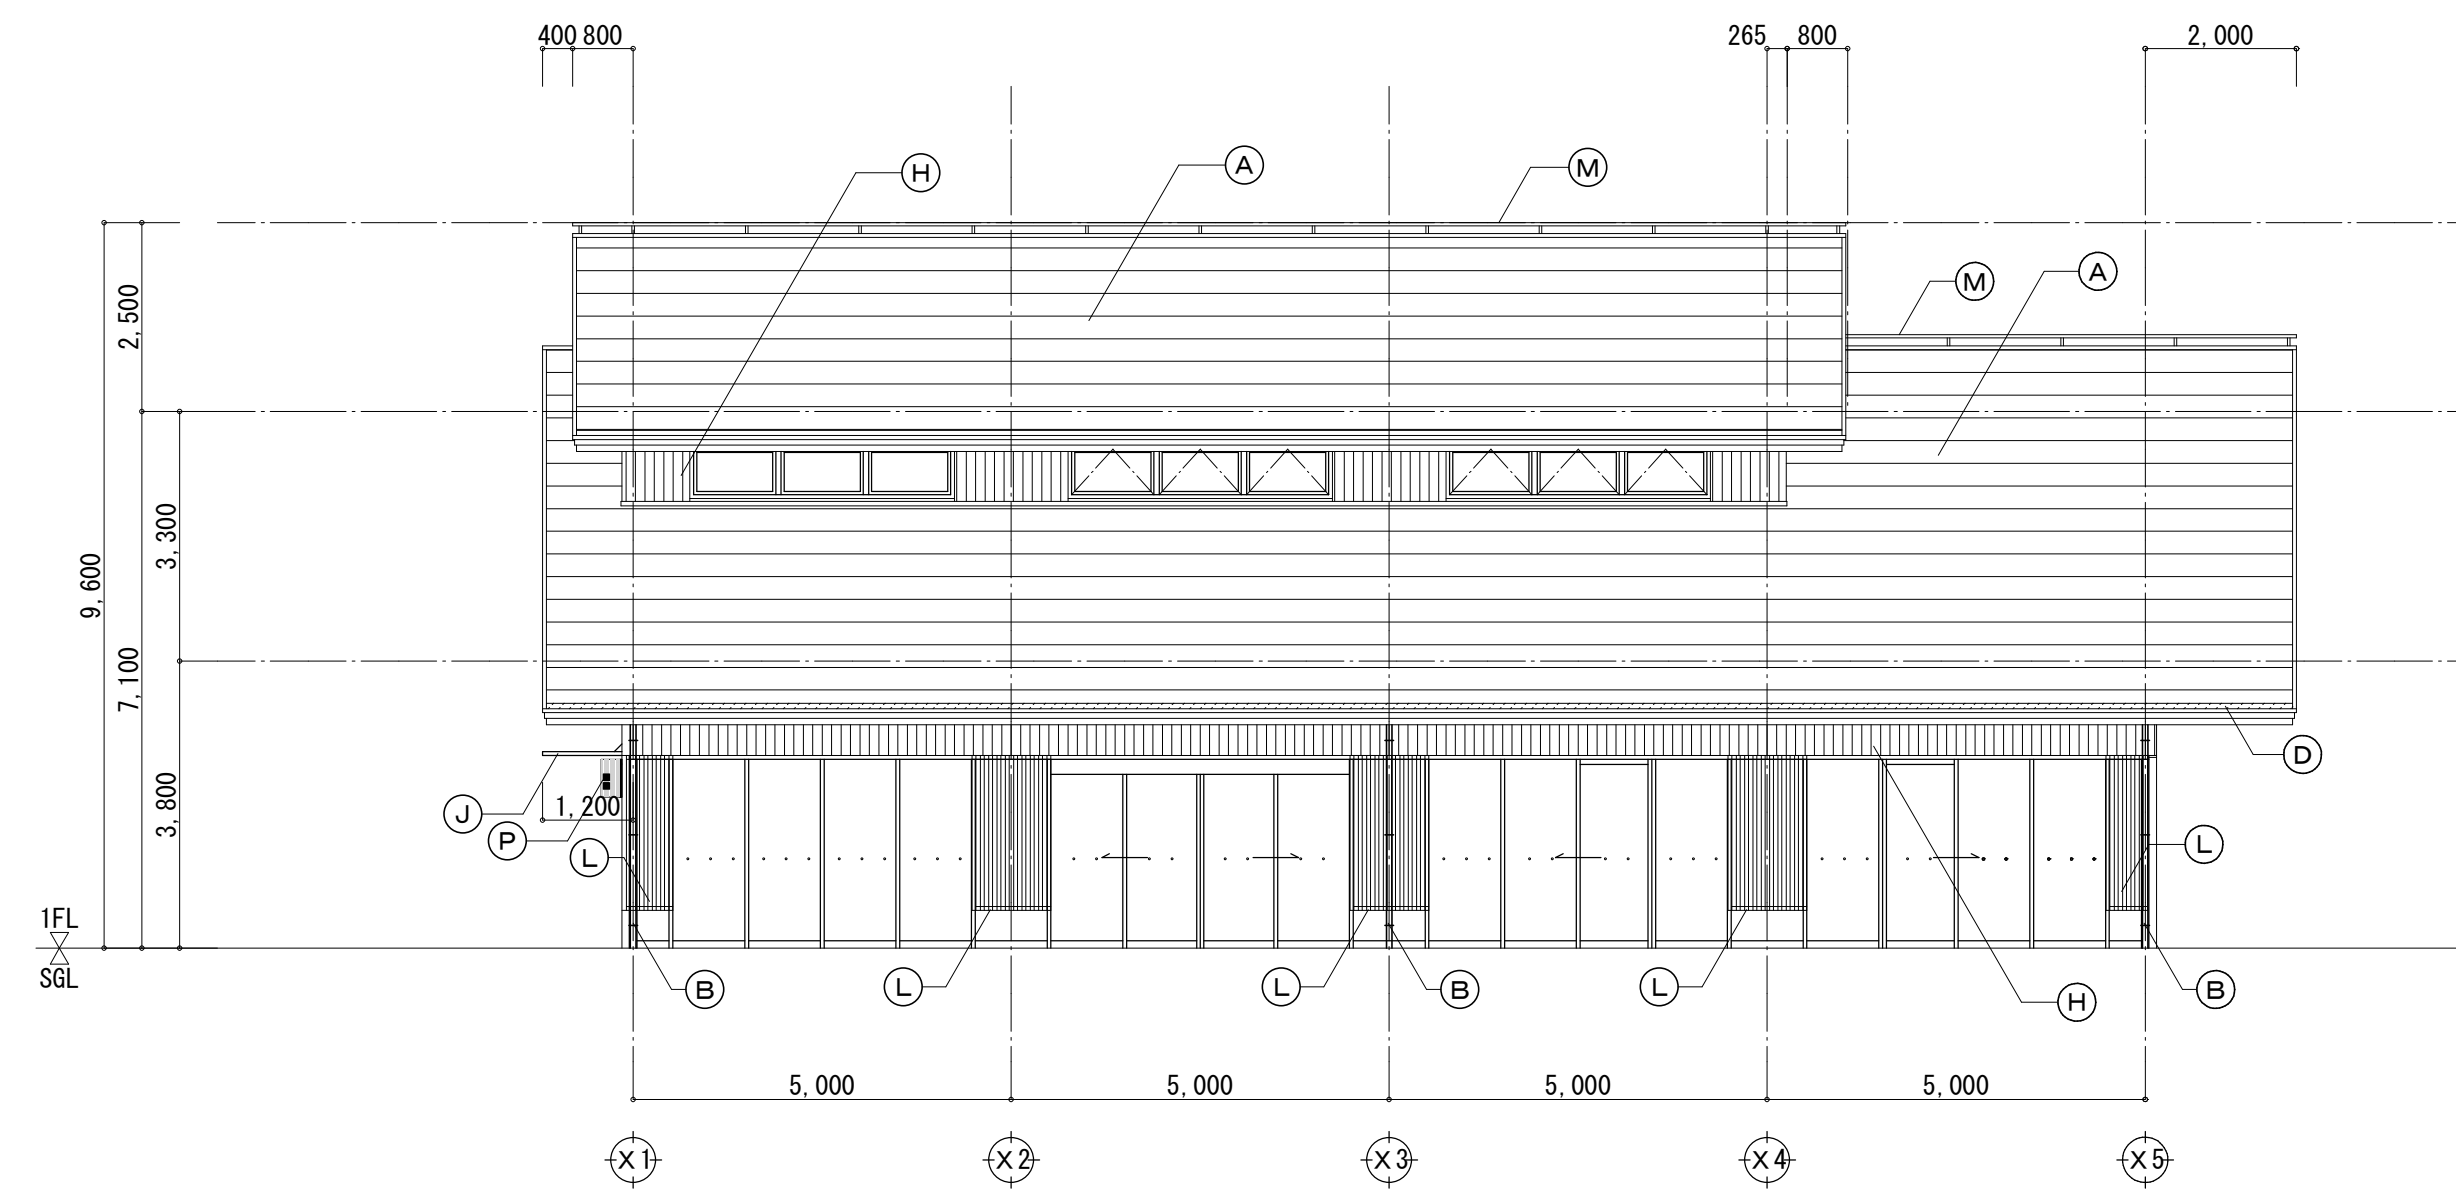 400 800 265 800 2,000
H A M
M A
2,500
3,300
9,600
7,100
3,800
D
J 1,200
P
L L
1FL
SGL
B L L B L H B
5,000 5,000 5,000 5,000
X1 X2 X3 X4 X5